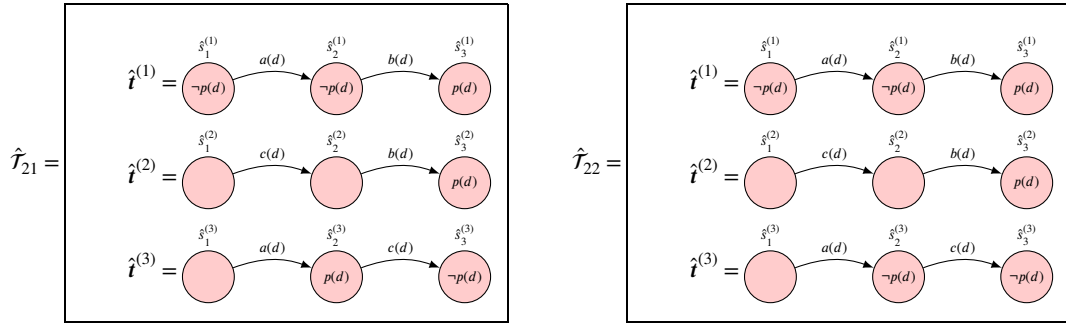 ŝ₁⁽¹⁾ a(d) ŝ₂⁽¹⁾ b(d) ŝ₃⁽¹⁾
t̂⁽¹⁾ = ¬p(d) ¬p(d) p(d)
ŝ₁⁽²⁾ c(d) ŝ₂⁽²⁾ b(d) ŝ₃⁽²⁾
𝒯̂₂₁ = t̂⁽²⁾ = p(d)
ŝ₁⁽³⁾ a(d) ŝ₂⁽³⁾ c(d) ŝ₃⁽³⁾
t̂⁽³⁾ = p(d) ¬p(d)
ŝ₁⁽¹⁾ a(d) ŝ₂⁽¹⁾ b(d) ŝ₃⁽¹⁾
t̂⁽¹⁾ = ¬p(d) ¬p(d) p(d)
ŝ₁⁽²⁾ c(d) ŝ₂⁽²⁾ b(d) ŝ₃⁽²⁾
𝒯̂₂₂ = t̂⁽²⁾ = p(d)
ŝ₁⁽³⁾ a(d) ŝ₂⁽³⁾ c(d) ŝ₃⁽³⁾
t̂⁽³⁾ = ¬p(d) ¬p(d)